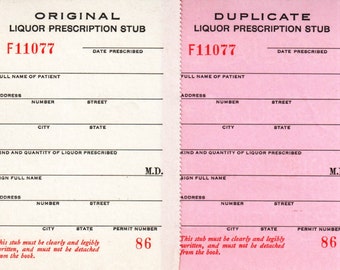 ORIGINAL
LIQUOR PRESCRIPTION STUB
F11077
DATE PRESCRIBED
FULL NAME OF PATIENT
ADDRESS
NUMBER STREET
CITY STATE
KIND AND QUANTITY OF LIQUOR PRESCRIBED
M.D.
SIGN FULL NAME
ADDRESS
NUMBER STREET
CITY STATE PERMIT NUMBER
This stub must be clearly and legibly
written, and must not be detached
from the book.
86
DUPLICATE
LIQUOR PRESCRIPTION STUB
F11077
DATE PRESCRIBED
FULL NAME OF PATIENT
ADDRESS
NUMBER STREET
CITY STATE
KIND AND QUANTITY OF LIQUOR PRESCRIBED
M.D.
SIGN FULL NAME
ADDRESS
NUMBER STREET
CITY STATE PERMIT NUMBER
This stub must be clearly and legibly
written, and must not be detached
from the book.
86